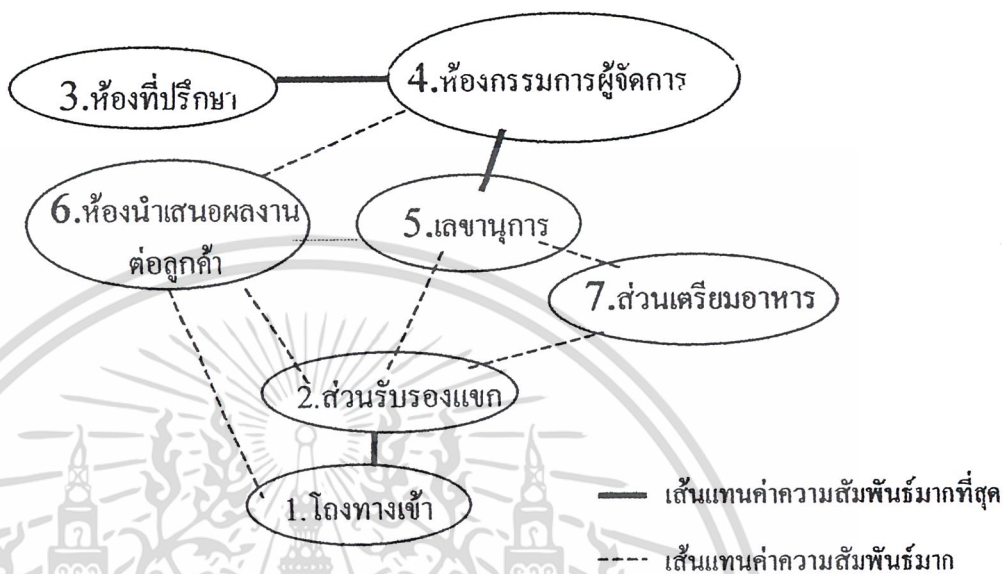 3.ห้องที่ปรึกษา
4.ห้องกรรมการผู้จัดการ
6.ห้องนำเสนอผลงาน
ต่อลูกค้า
5.เลขานุการ
7.ส่วนเตรียมอาหาร
2.ส่วนรับรองแขก
1.โถงทางเข้า
เส้นแทนค่าความสัมพันธ์มากที่สุด
เส้นแทนค่าความสัมพันธ์มาก